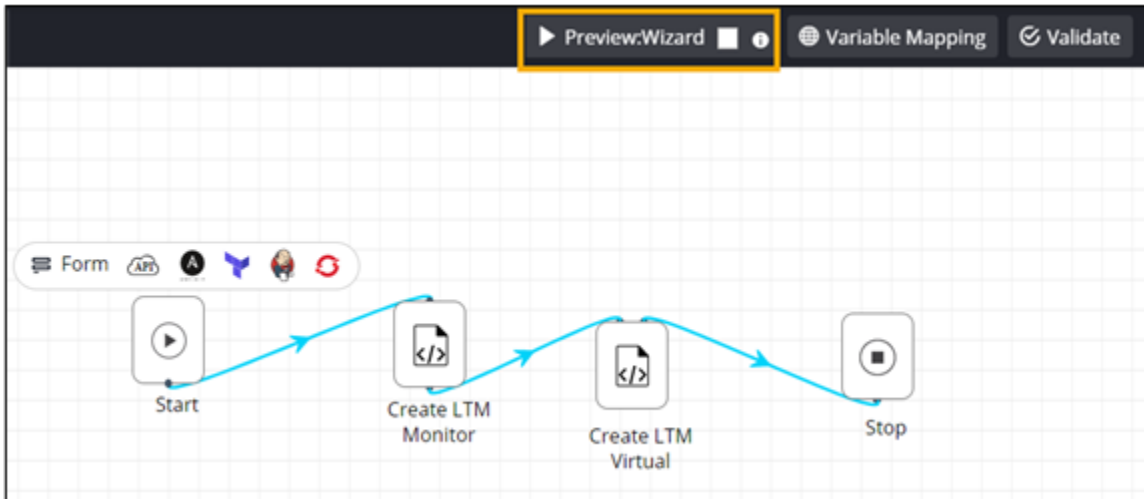 Preview:Wizard
Variable Mapping
Validate
Form
API
A
</>
</>
Start
Create LTM
Monitor
Create LTM
Virtual
Stop